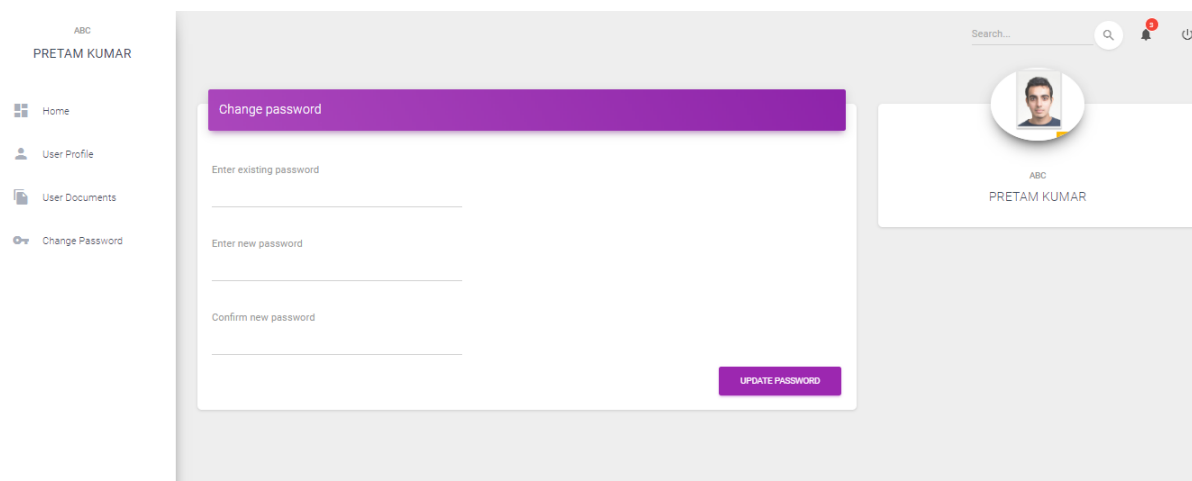 ABC
PRETAM KUMAR
Home
User Profile
User Documents
Change Password
Search...
3
Change password
Enter existing password
Enter new password
Confirm new password
UPDATE PASSWORD
ABC
PRETAM KUMAR